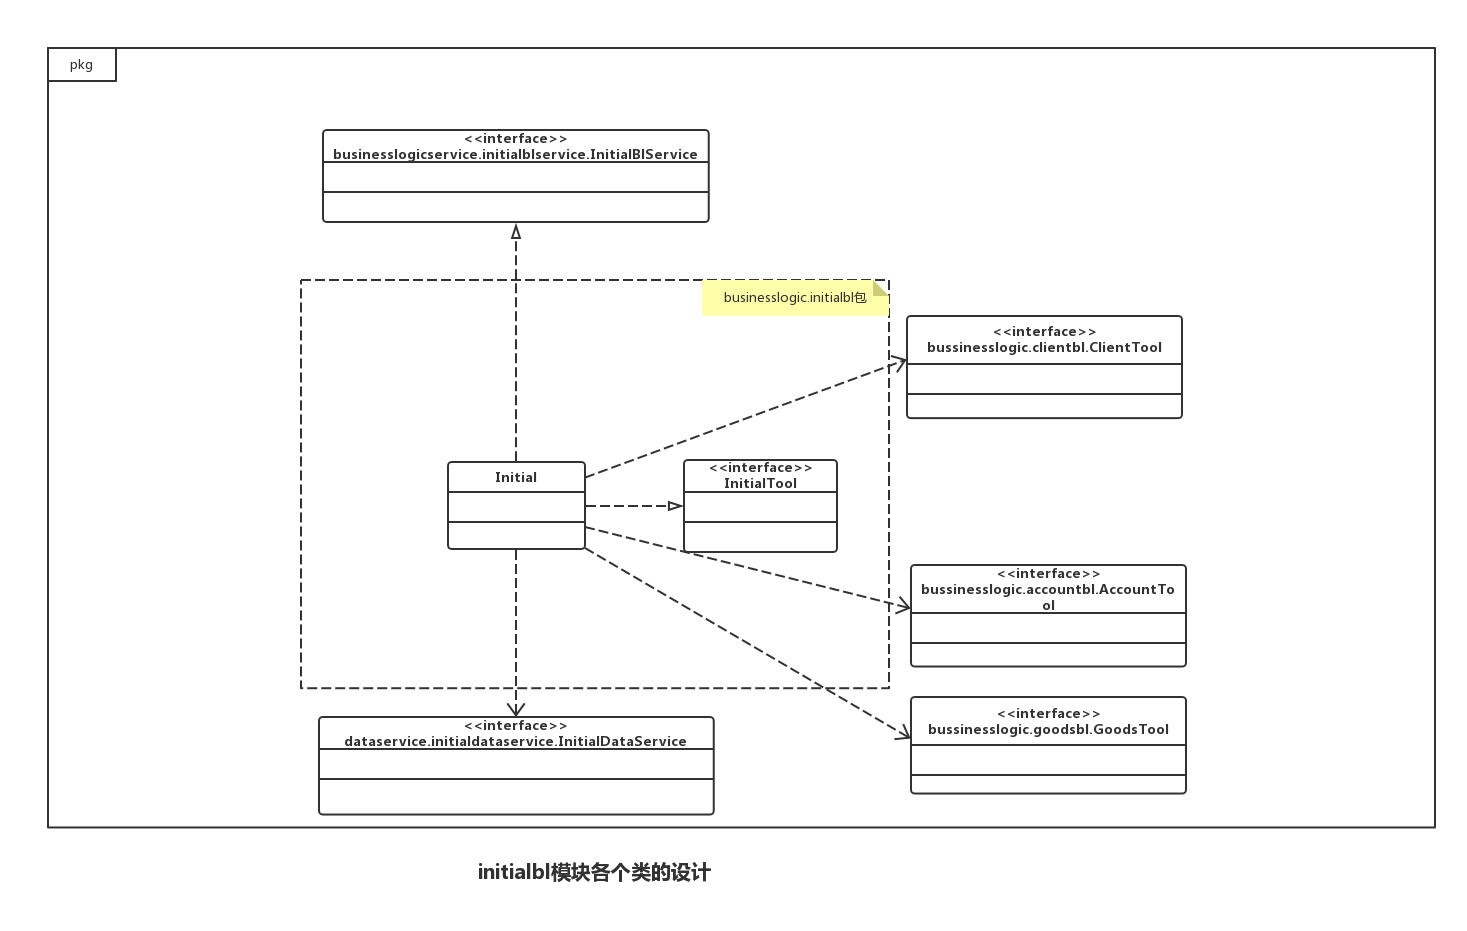 pkg
<<interface>>
businesslogicservice.initialblservice.InitialBlService
businesslogic.initialbl包
<<interface>>
bussinesslogic.clientbl.ClientTool
Initial
<<interface>>
InitialTool
<<interface>>
bussinesslogic.accountbl.AccountTo
ol
<<interface>>
dataservice.initialdataservice.InitialDataService
<<interface>>
bussinesslogic.goodsbl.GoodsTool
initialbl模块各个类的设计